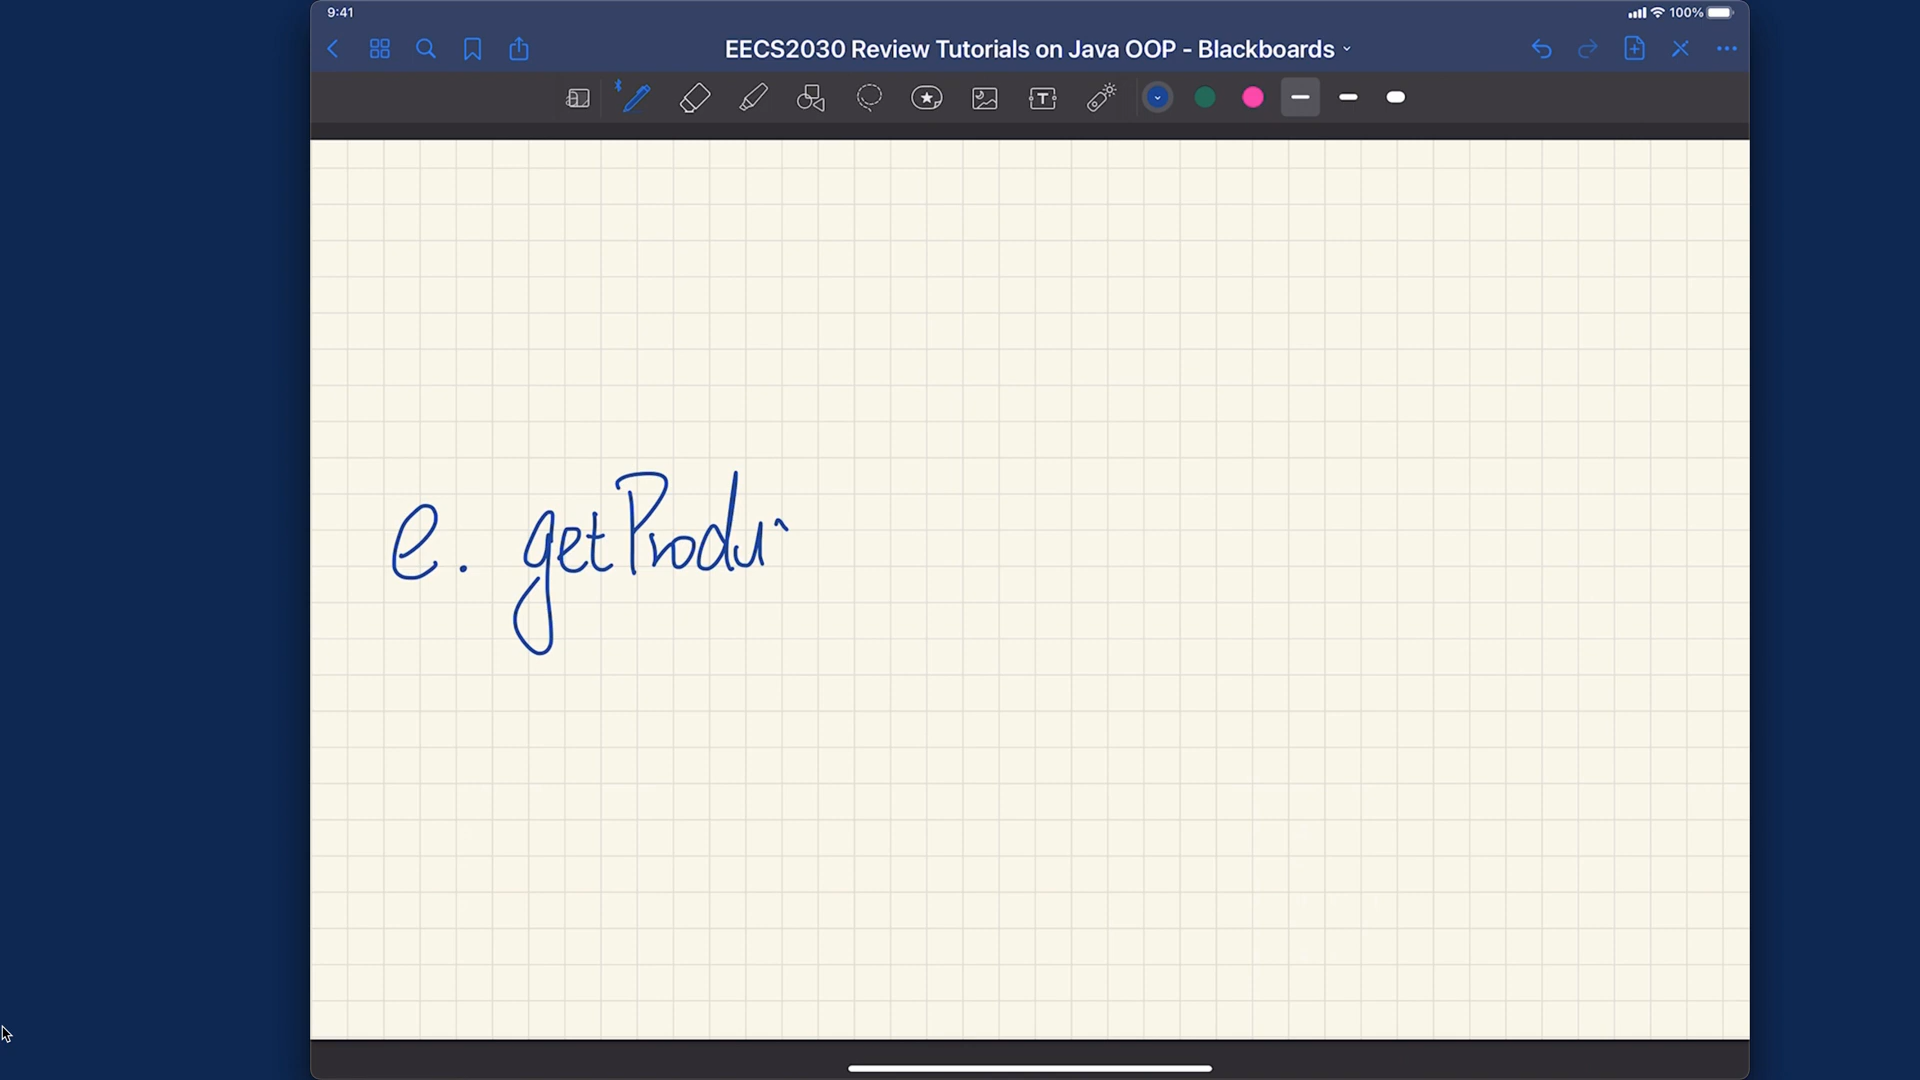 9:41
100%
EECS2030 Review Tutorials on Java OOP - Blackboards
e. getProdu